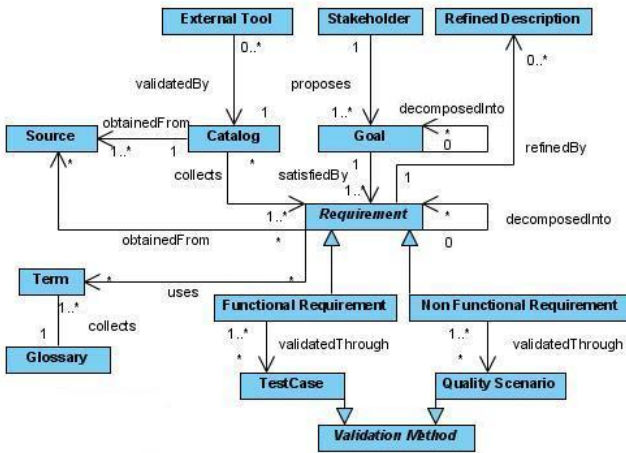 External Tool
Stakeholder
Refined Description
0..*
1
0..*
validatedBy
proposes
decomposedInto
obtainedFrom
1
1..*
Source
Catalog
Goal
*
1..*
1
0
refinedBy
*
*
1
1
collects
satisfiedBy
1..*
1..*
Requirement
*
decomposedInto
obtainedFrom
*
0
Term
*
uses
*
1..*
Functional Requirement
Non Functional Requirement
collects
1
1..*
validatedThrough
1..*
validatedThrough
Glossary
*
*
TestCase
Quality Scenario
Validation Method